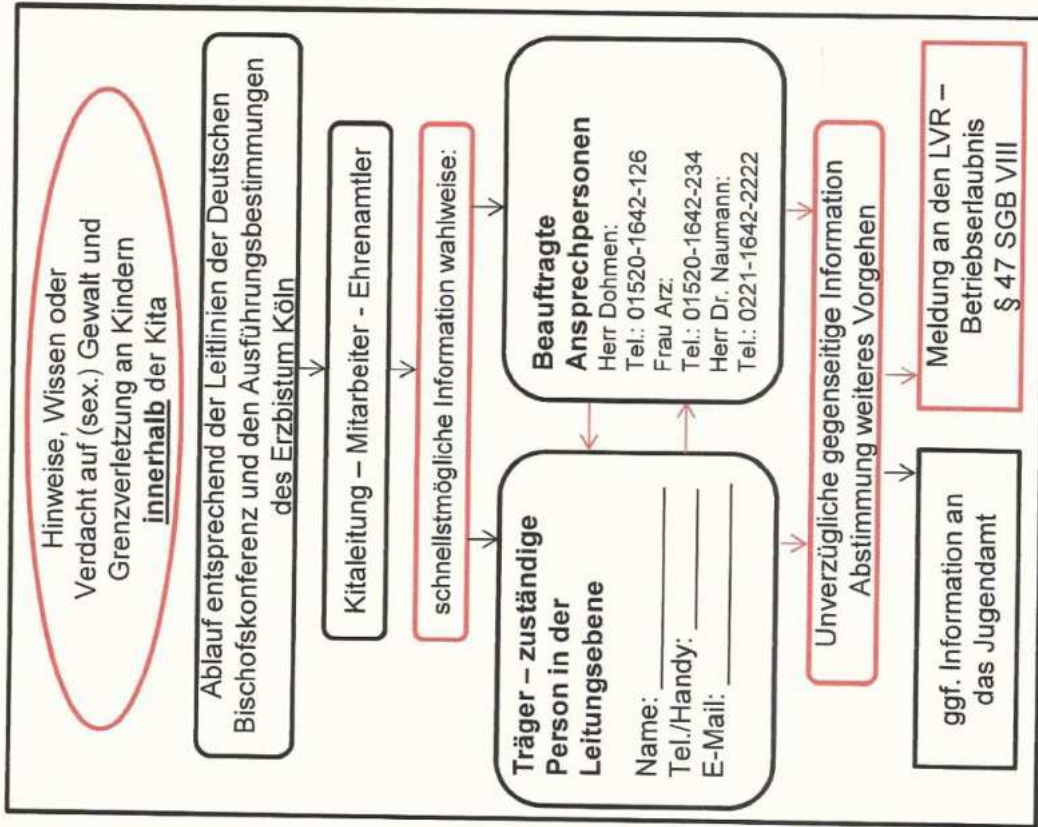 Hinweise, Wissen oder
Verdacht auf (sex.) Gewalt und
Grenzverletzung an Kindern
innerhalb der Kita
Ablauf entsprechend der Leitlinien der Deutschen
Bischofskonferenz und den Ausführungsbestimmungen
des Erzbistum Köln
Kitaleitung – Mitarbeiter - Ehrenamtler
schnellstmögliche Information wahlweise:
Träger – zuständige
Person in der
Leitungsebene
Name:
Tel./Handy:
E-Mail:
Beauftragte
Ansprechpersonen
Herr Dohmen:
Tel.: 01520-1642-126
Frau Arz:
Tel.: 01520-1642-234
Herr Dr. Naumann:
Tel.: 0221-1642-2222
Unverzügliche gegenseitige Information
Abstimmung weiteres Vorgehen
ggf. Information an
das Jugendamt
Meldung an den LVR –
Betriebserlaubnis
§ 47 SGB VIII